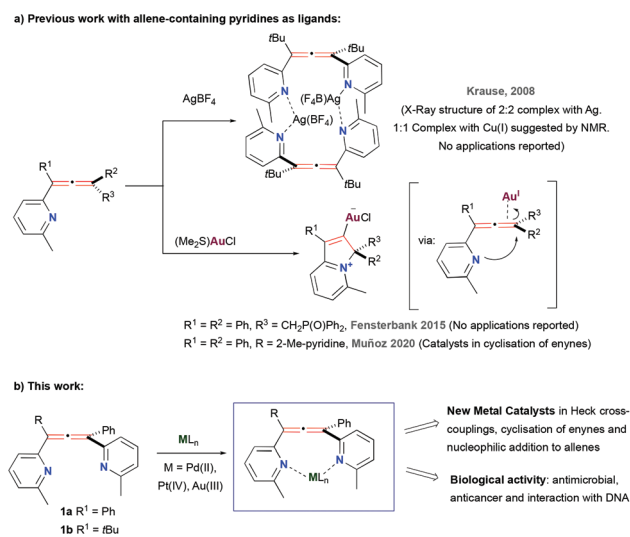 a) Previous work with allene-containing pyridines as ligands:
tBu
tBu
N
N
AgBF4
(F4B)Ag
Ag(BF4)
Krause, 2008
(X-Ray structure of 2:2 complex with Ag.
1:1 Complex with Cu(I) suggested by NMR.
No applications reported)
N
N
tBu
tBu
R1
R2
R3
N
(Me2S)AuCl
−
AuCl
R1
R3
R2
N+
via:
AuI
R1
R3
R2
N
R1 = R2 = Ph, R3 = CH2P(O)Ph2, Fensterbank 2015 (No applications reported)
R1 = R2 = Ph, R = 2-Me-pyridine, Muñoz 2020 (Catalysts in cyclisation of enynes)
b) This work:
R
Ph
N
N
1a R1 = Ph
1b R1 = tBu
MLn
M = Pd(II),
Pt(IV), Au(III)
R
Ph
N
N
MLn
New Metal Catalysts in Heck cross-
couplings, cyclisation of enynes and
nucleophilic addition to allenes
Biological activity: antimicrobial,
anticancer and interaction with DNA